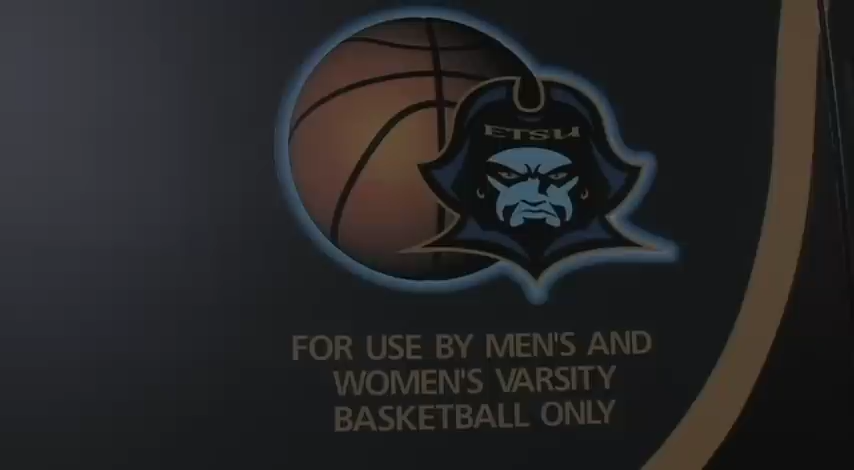 ETSU
FOR USE BY MEN'S AND
WOMEN'S VARSITY
BASKETBALL ONLY